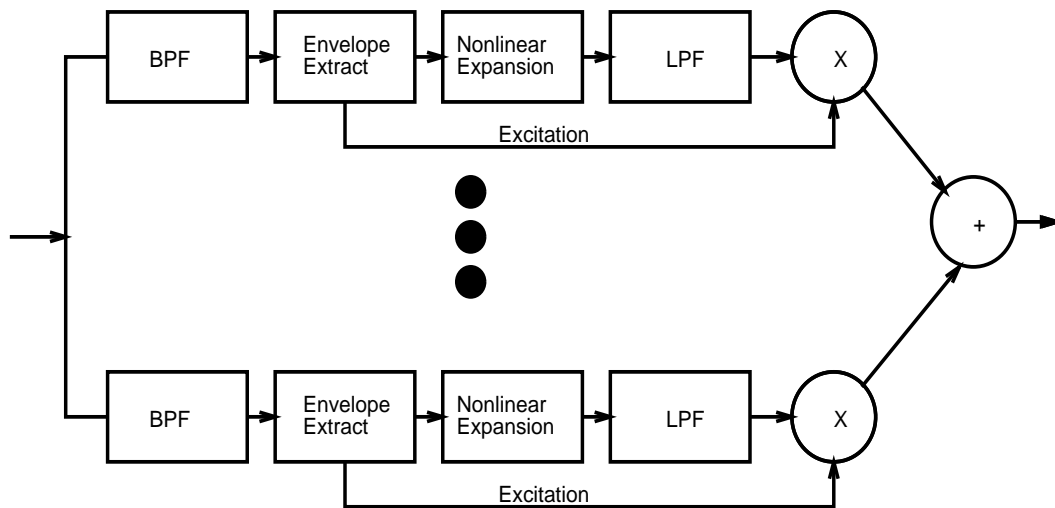 BPF
Envelope
Extract
Nonlinear
Expansion
LPF
X
Excitation
+
BPF
Envelope
Extract
Nonlinear
Expansion
LPF
X
Excitation